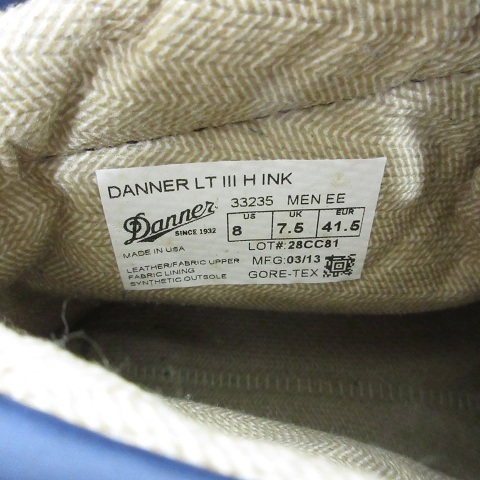 DANNER LT III H INK
33235 MEN EE
Danner
SINCE 1932
MADE IN USA
US UK EUR
8 7.5 41.5
LOT#:28CC81
LEATHER/FABRIC UPPER
FABRIC LINING
SYNTHETIC OUTSOLE
MFG:03/13
GORE-TEX